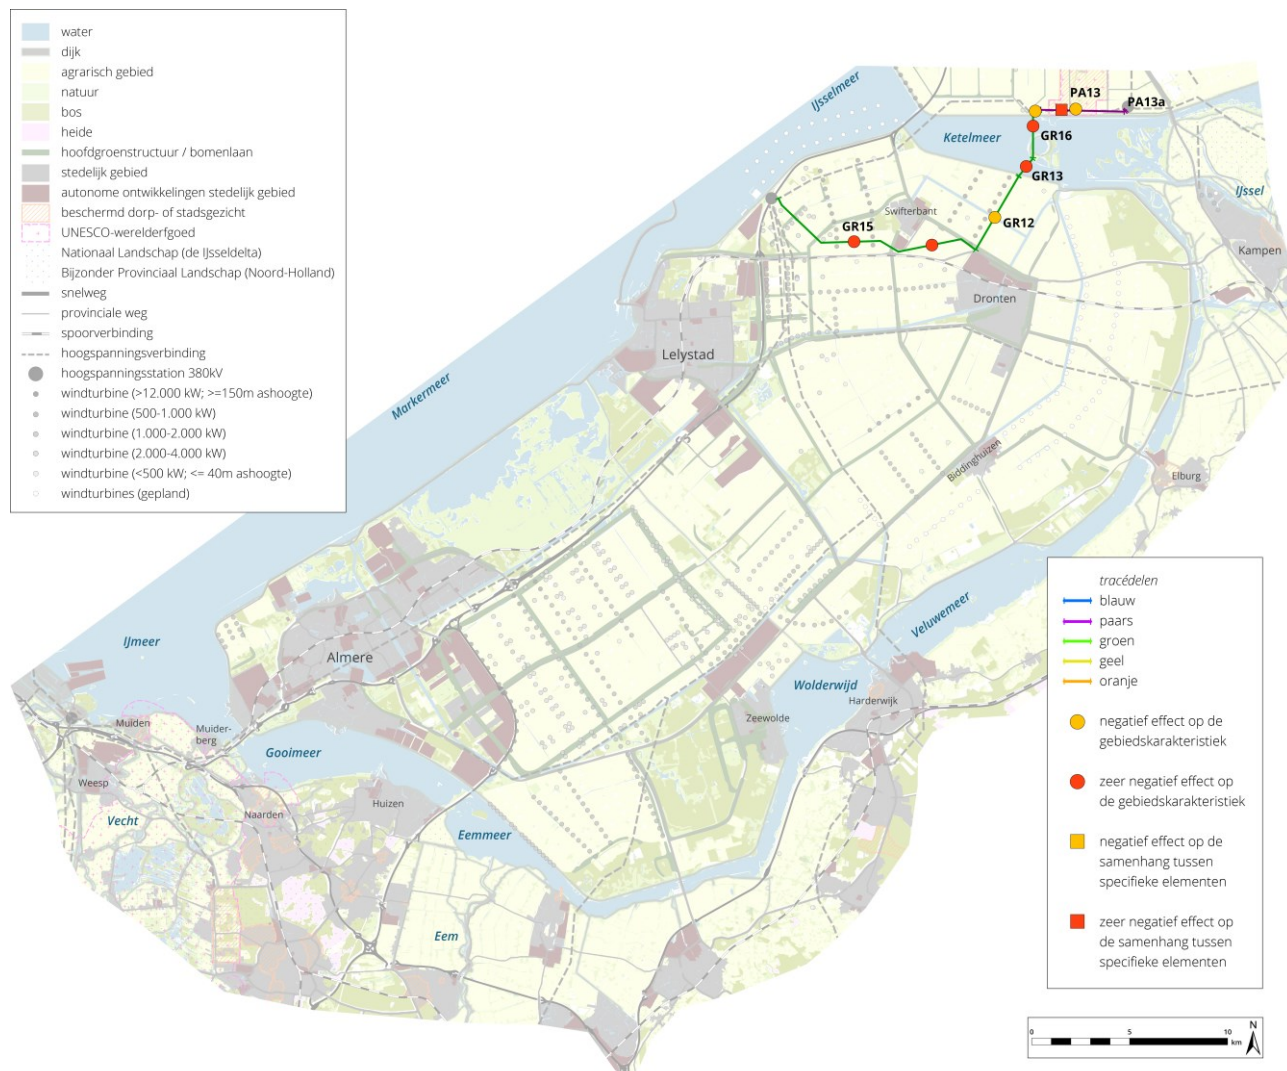 water
dijk
agrarisch gebied
natuur
bos
heide
hoofdgroenstructuur / bomenlaan
stedelijk gebied
autonome ontwikkelingen stedelijk gebied
beschermd dorp- of stadsgezicht
UNESCO-werelderfgoed
Nationaal Landschap (de IJsseldelta)
Bijzonder Provinciaal Landschap (Noord-Holland)
snelweg
provinciale weg
spoorverbinding
hoogspanningsverbinding
hoogspanningsstation 380kV
windturbine (>12.000 kW; >=150m ashoogte)
windturbine (500-1.000 kW)
windturbine (1.000-2.000 kW)
windturbine (2.000-4.000 kW)
windturbine (<500 kW; <= 40m ashoogte)
windturbines (gepland)
IJsselmeer
PA13
PA13a
Ketelmeer
GR16
GR13
IJssel
Swifterbant
GR12
GR15
Kampen
Dronten
Lelystad
Markermeer
Biddinghuizen
Elburg
Veluwemeer
IJmeer
Almere
Wolderwijd
Harderwijk
Muiden
Muider-
berg
Zeewolde
Gooimeer
Weesp
Huizen
Naarden
Vecht
Eemmeer
Eem
tracédelen
blauw
paars
groen
geel
oranje
negatief effect op de
gebiedskarakteristiek
zeer negatief effect op
de gebiedskarakteristiek
negatief effect op de
samenhang tussen
specifieke elementen
zeer negatief effect op
de samenhang tussen
specifieke elementen
0 5 10
km
N